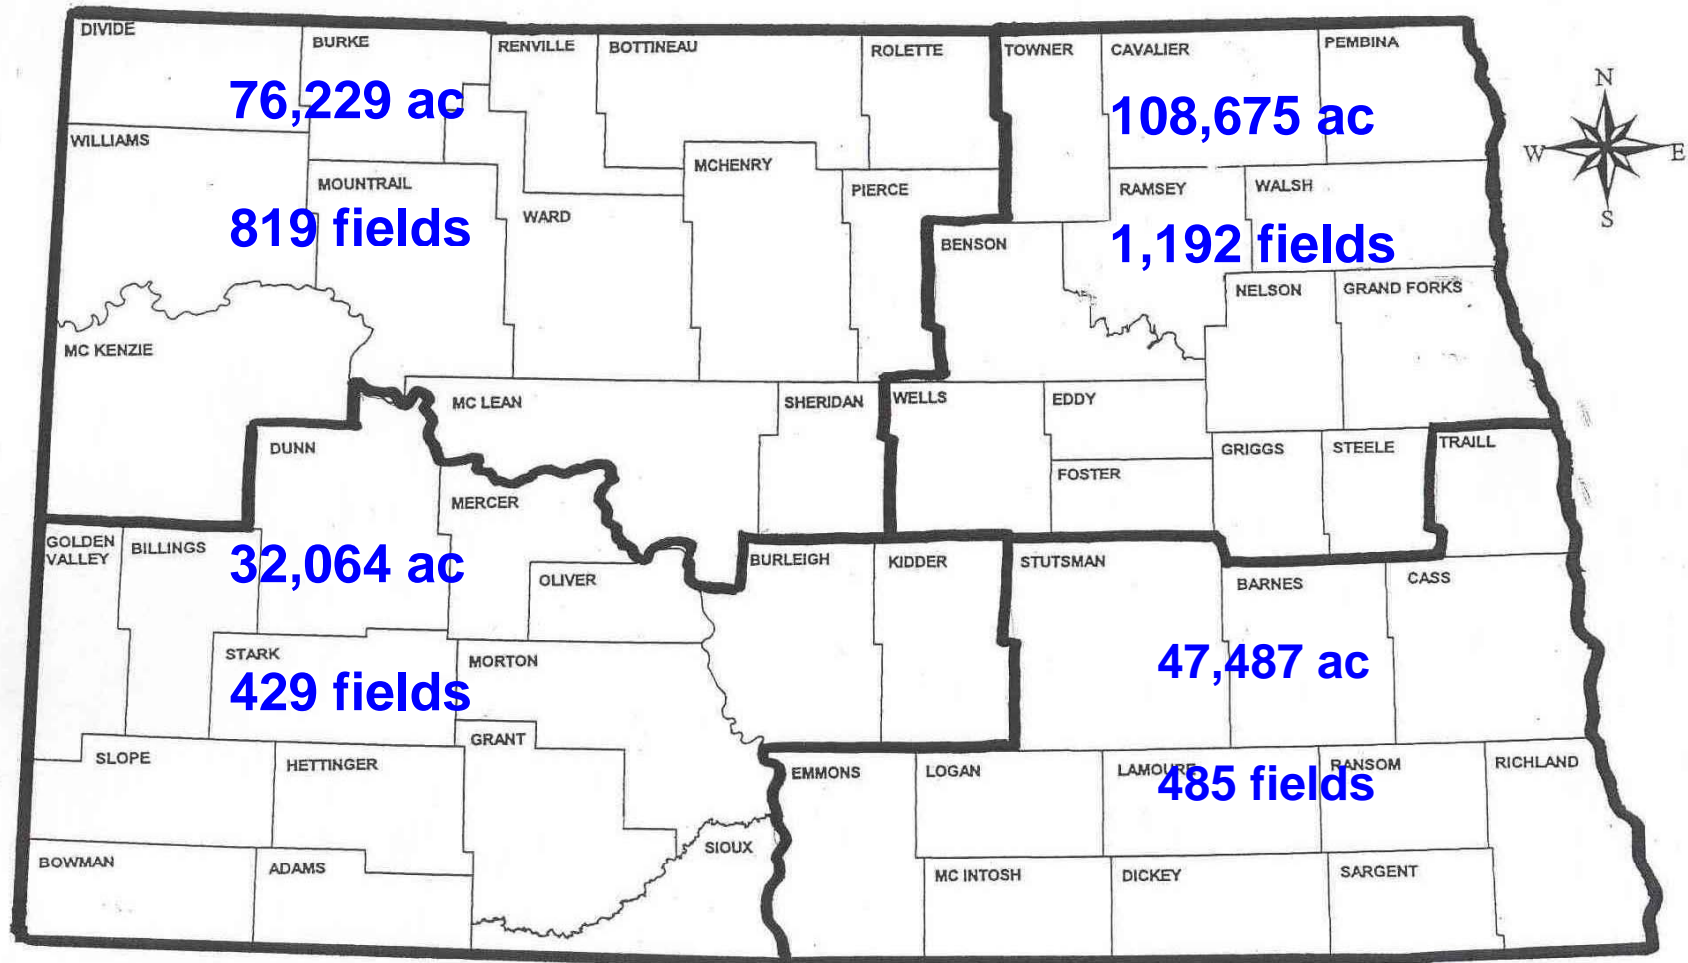 DIVIDE
BURKE
RENVILLE
BOTTINEAU
ROLETTE
TOWNER
CAVALIER
PEMBINA
76,229 ac
108,675 ac
N
W
E
S
WILLIAMS
MOUNTRAIL
WARD
MCHENRY
PIERCE
RAMSEY
WALSH
819 fields
BENSON
1,192 fields
NELSON
GRAND FORKS
MC KENZIE
MC LEAN
SHERIDAN
WELLS
EDDY
DUNN
GRIGGS
STEELE
TRAILL
MERCER
FOSTER
GOLDEN
VALLEY
BILLINGS
32,064 ac
OLIVER
BURLEIGH
KIDDER
STUTSMAN
BARNES
CASS
STARK
MORTON
47,487 ac
429 fields
GRANT
SLOPE
HETTINGER
EMMONS
LOGAN
LAMOURE
RANSOM
RICHLAND
485 fields
SIOUX
BOWMAN
ADAMS
MC INTOSH
DICKEY
SARGENT